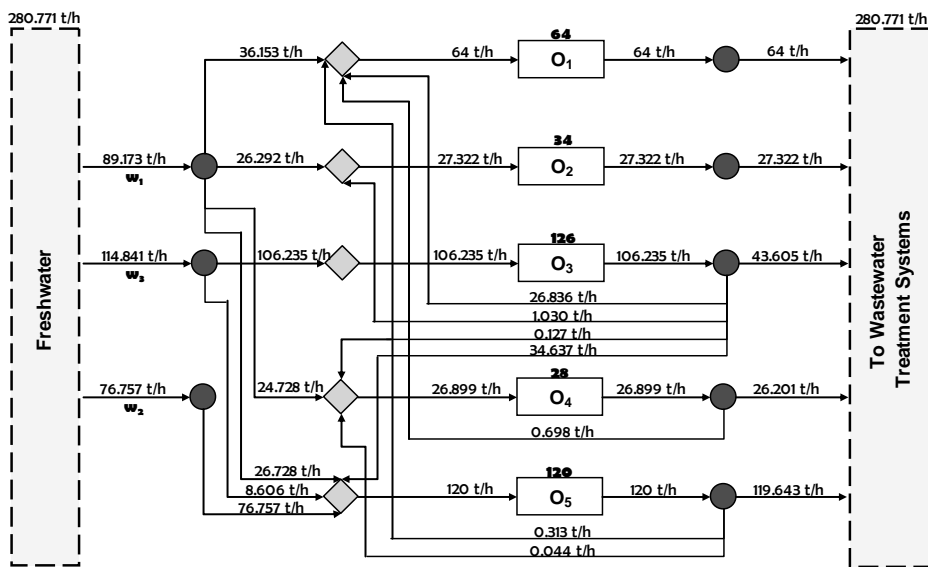 280.771 t/h
280.771 t/h
64
36.153 t/h
64 t/h
O1
64 t/h
64 t/h
34
89.173 t/h
w1
26.292 t/h
27.322 t/h
O2
27.322 t/h
27.322 t/h
126
114.841 t/h
w3
106.235 t/h
106.235 t/h
O3
106.235 t/h
43.605 t/h
26.836 t/h
1.030 t/h
0.127 t/h
34.637 t/h
28
76.757 t/h
w2
24.728 t/h
26.899 t/h
O4
26.899 t/h
26.201 t/h
0.698 t/h
120
26.728 t/h
8.606 t/h
76.757 t/h
120 t/h
O5
120 t/h
119.643 t/h
0.313 t/h
0.044 t/h
Freshwater
To Wastewater
Treatment Systems